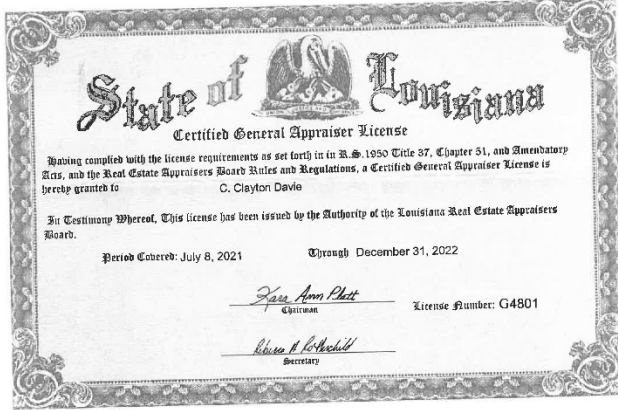 State of Louisiana
Certified General Appraiser License
Having complied with the license requirements as set forth in in R.S.1950 Title 37, Chapter 51, and Amendatory
Acts, and the Real Estate Appraisers Board Rules and Regulations, a Certified General Appraiser License is
hereby granted to C. Clayton Davie
In Testimony Whereof, This license has been issued by the Authority of the Louisiana Real Estate Appraisers
Board.
Period Covered: July 8, 2021 Through December 31, 2022
Kara Ann Platt
Chairman
License Number: G4801
Secretary